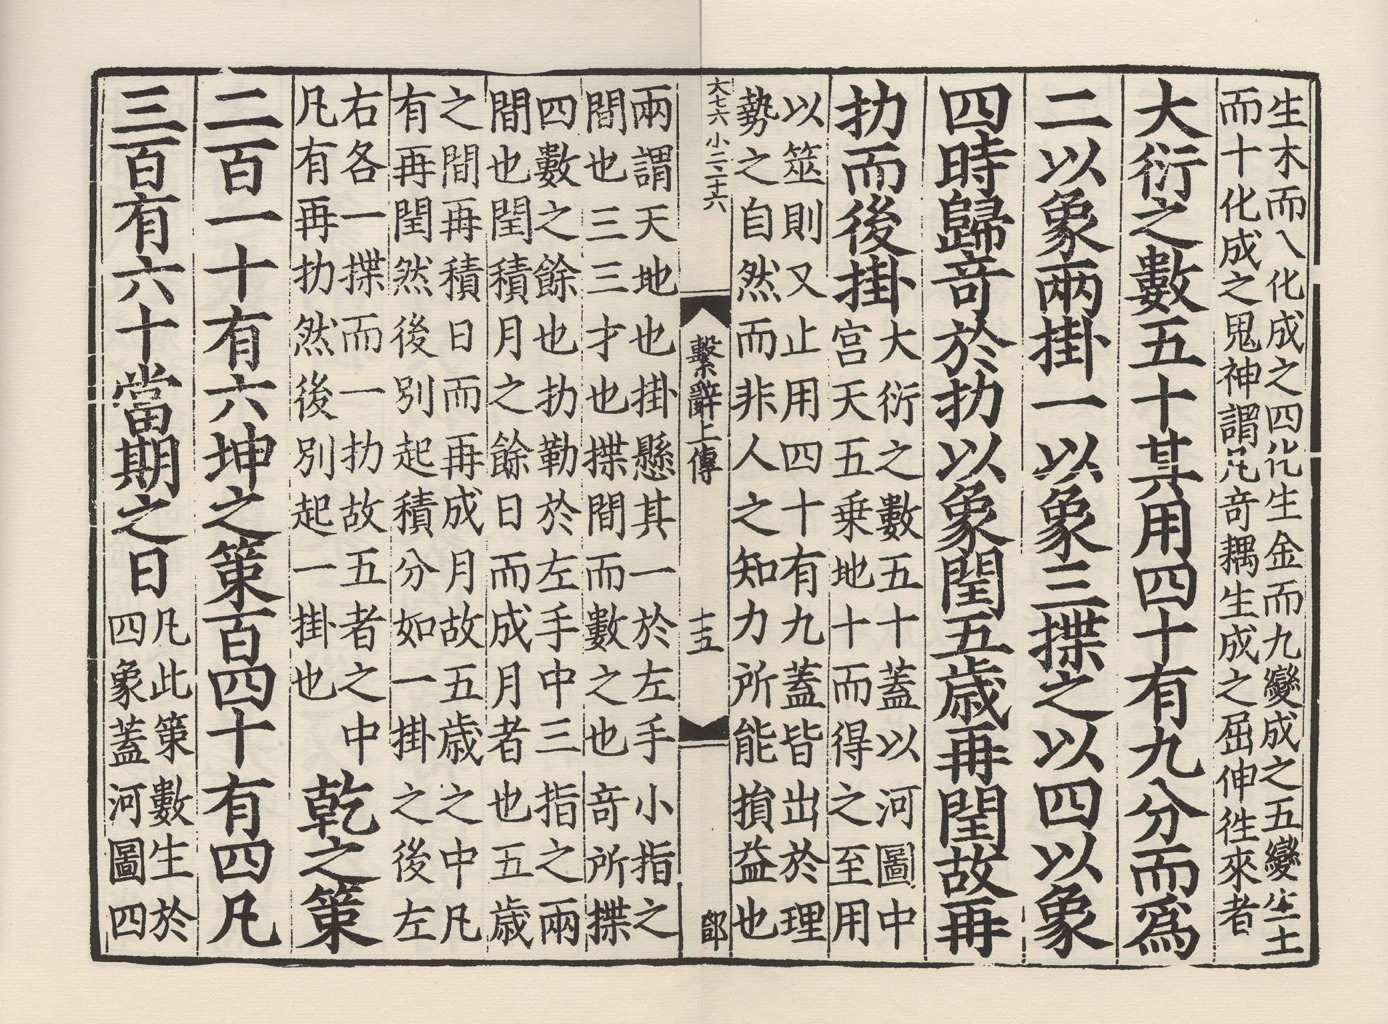 生木而八化成之四化生金而九變成之五變生土
而十化成之鬼神謂凡奇耦生成之屈伸徃來者
大衍之數五十其用四十有九分而爲
二以象兩掛一以象三揲之以四以象
四時歸奇於扐以象閏五歳再閏故再
扐而後掛
大衍之數五十蓋以河圖中
宫天五乗地十而得之至用
以筮則又止用四十有九蓋皆出於理
勢之自然而非人之知力所能損益也
大七六小二二十六
繫辭上傳
十三五
郎
兩謂天地也掛懸其一於左手小指之
間也三三才也揲間而數之也奇所揲
四數之餘也扐勒於左手中三指之兩
間也閏積月之餘日而成月者也五歳
之間再積日而再成月故五歳之中凡
有再閏然後別起積分如一掛之後左
右各一揲而一扐故五者之中
凡有再扐然後別起一掛也
乾之策
二百一十有六坤之策百四十有四凡
三百有六十當期之日
凡此策數生於
四象蓋河圖四